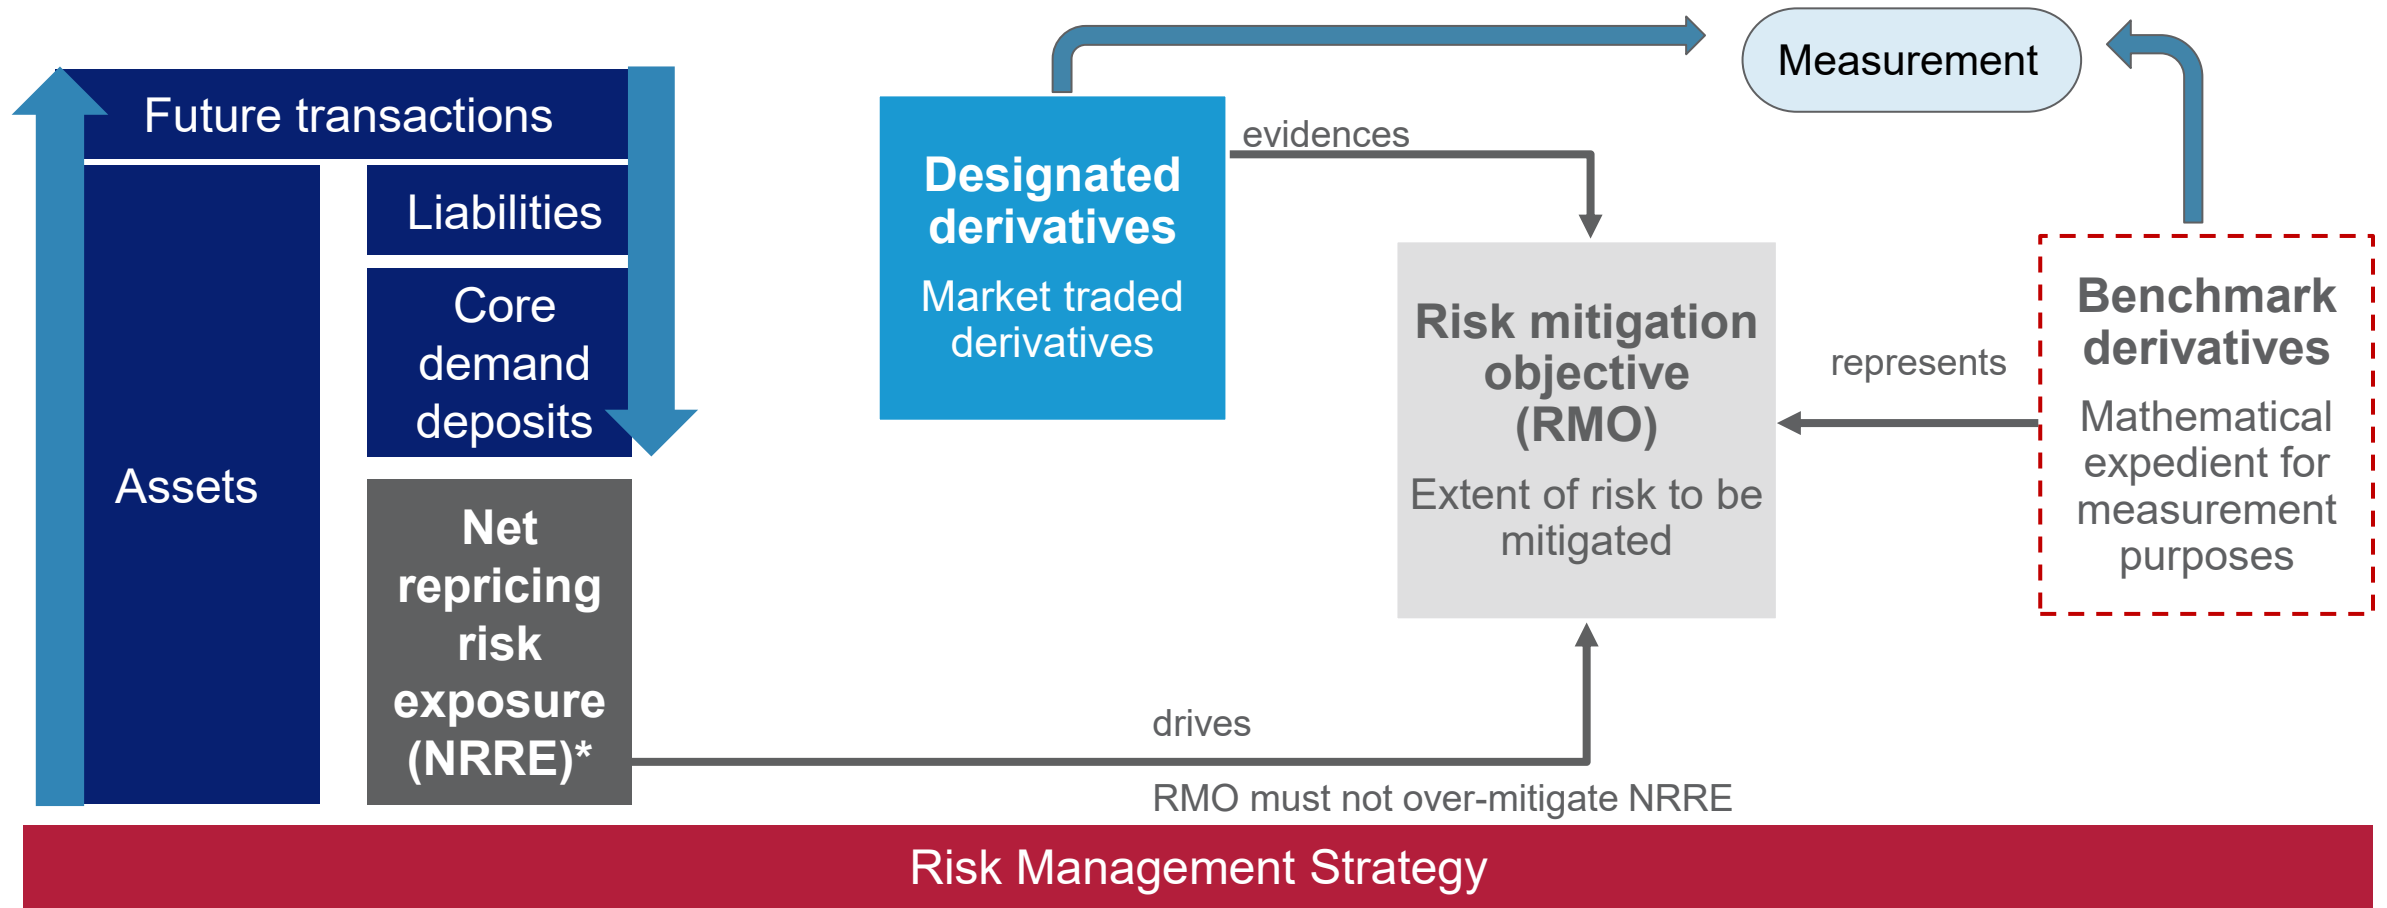 Future transactions
Assets
Liabilities
Core
demand
deposits
Net
repricing
risk
exposure
(NRRE)*
Designated
derivatives
Market traded
derivatives
evidences
Measurement
Risk mitigation
objective
(RMO)
Extent of risk to be
mitigated
represents
Benchmark
derivatives
Mathematical
expedient for
measurement
purposes
drives
RMO must not over-mitigate NRRE
Risk Management Strategy